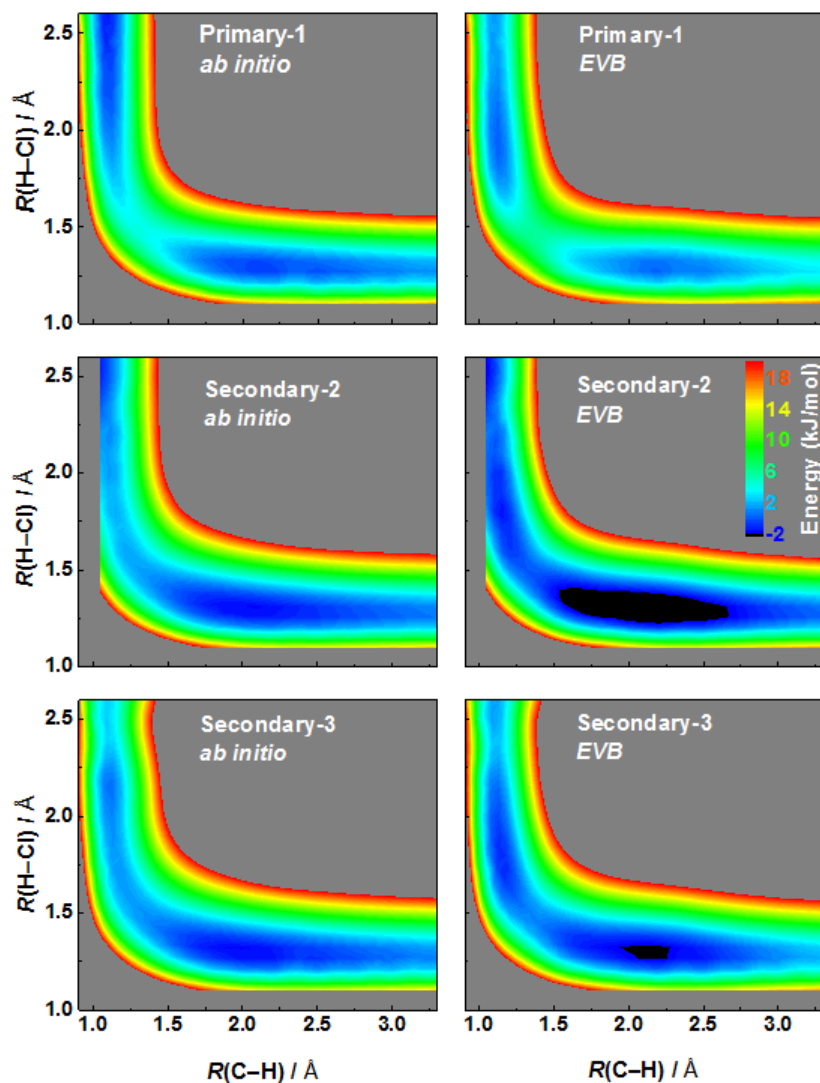 Primary-1
ab initio
Primary-1
EVB
R(H–Cl) / Å
2.5
2.0
1.5
1.0
Secondary-2
ab initio
Secondary-2
EVB
R(H–Cl) / Å
2.5
2.0
1.5
1.0
18
14
10
6
2
-2
Energy (kJ/mol)
Secondary-3
ab initio
Secondary-3
EVB
R(H–Cl) / Å
2.5
2.0
1.5
1.0
1.0 1.5 2.0 2.5 3.0
1.0 1.5 2.0 2.5 3.0
R(C–H) / Å
R(C–H) / Å